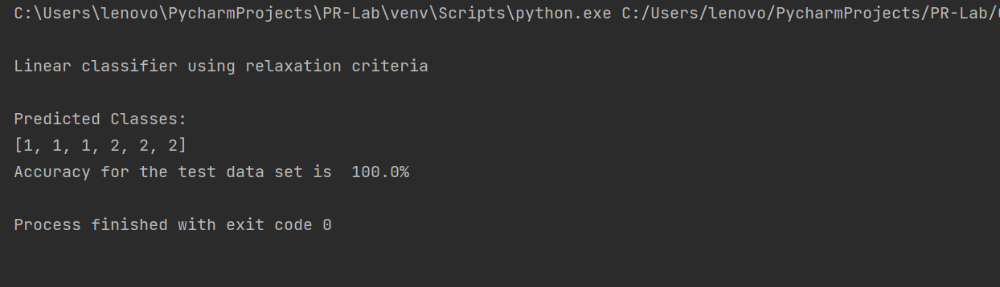 C:\Users\lenovo\PycharmProjects\PR-Lab\venv\Scripts\python.exe C:/Users/lenovo/PycharmProjects/PR-Lab/
Linear classifier using relaxation criteria
Predicted Classes:
[1, 1, 1, 2, 2, 2]
Accuracy for the test data set is  100.0%
Process finished with exit code 0